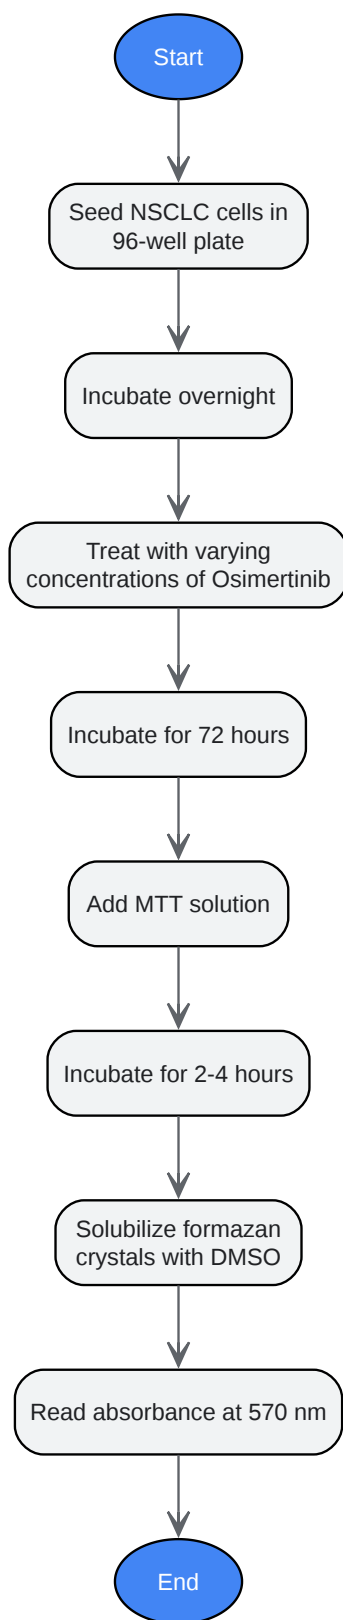 Start
Seed NSCLC cells in
96-well plate
Incubate overnight
Treat with varying
concentrations of Osimertinib
Incubate for 72 hours
Add MTT solution
Incubate for 2-4 hours
Solubilize formazan
crystals with DMSO
Read absorbance at 570 nm
End